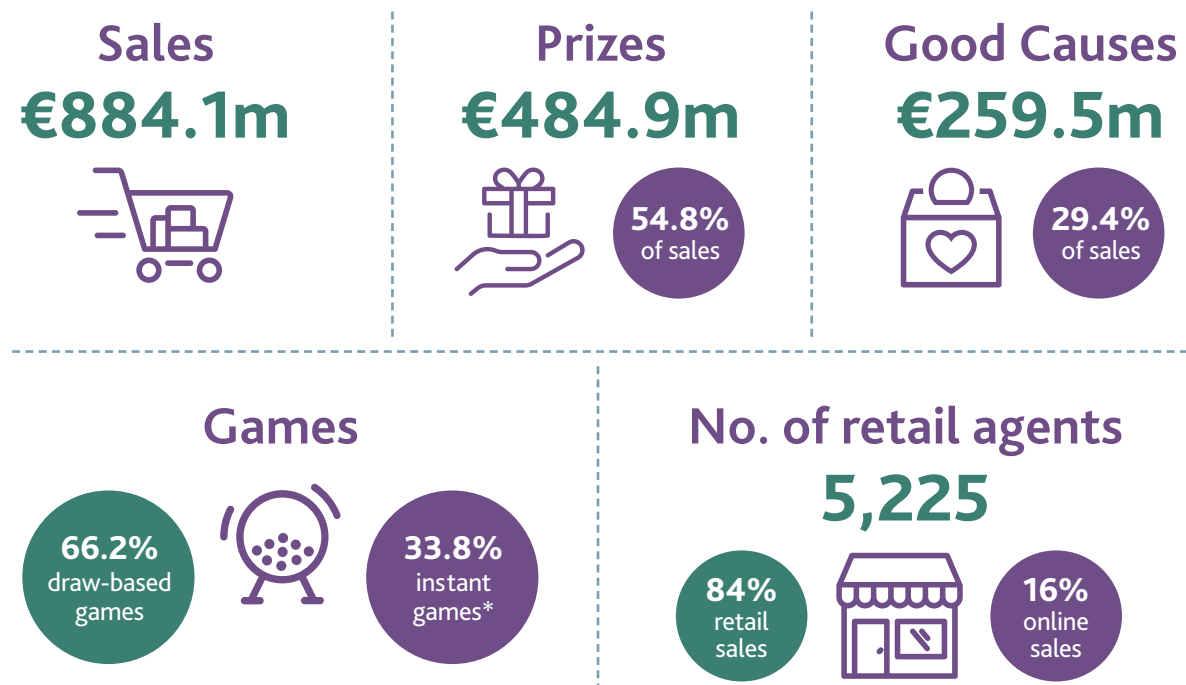 Sales
€884.1m
Prizes
€484.9m
54.8%
of sales
Good Causes
€259.5m
29.4%
of sales
Games
66.2%
draw-based
games
33.8%
instant
games*
No. of retail agents
5,225
84%
retail
sales
16%
online
sales